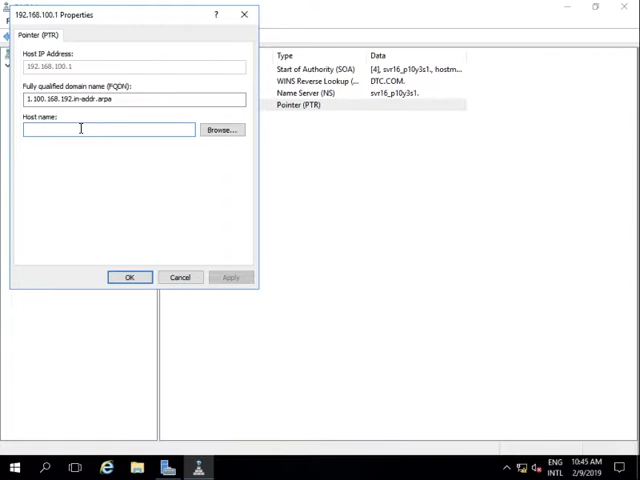 192.168.100.1 Properties
Pointer (PTR)
Host IP Address:
192.168.100.1
Fully qualified domain name (FQDN):
1.100.168.192.in-addr.arpa
Host name:
Browse...
OK
Cancel
Apply
Type
Data
Start of Authority (SOA)
[4], svr16_p10y3s1., hostm...
WINS Reverse Lookup (...
DTC.COM.
Name Server (NS)
svr16_p10y3s1.
Pointer (PTR)
ENG
INTL
10:45 AM
2/9/2019